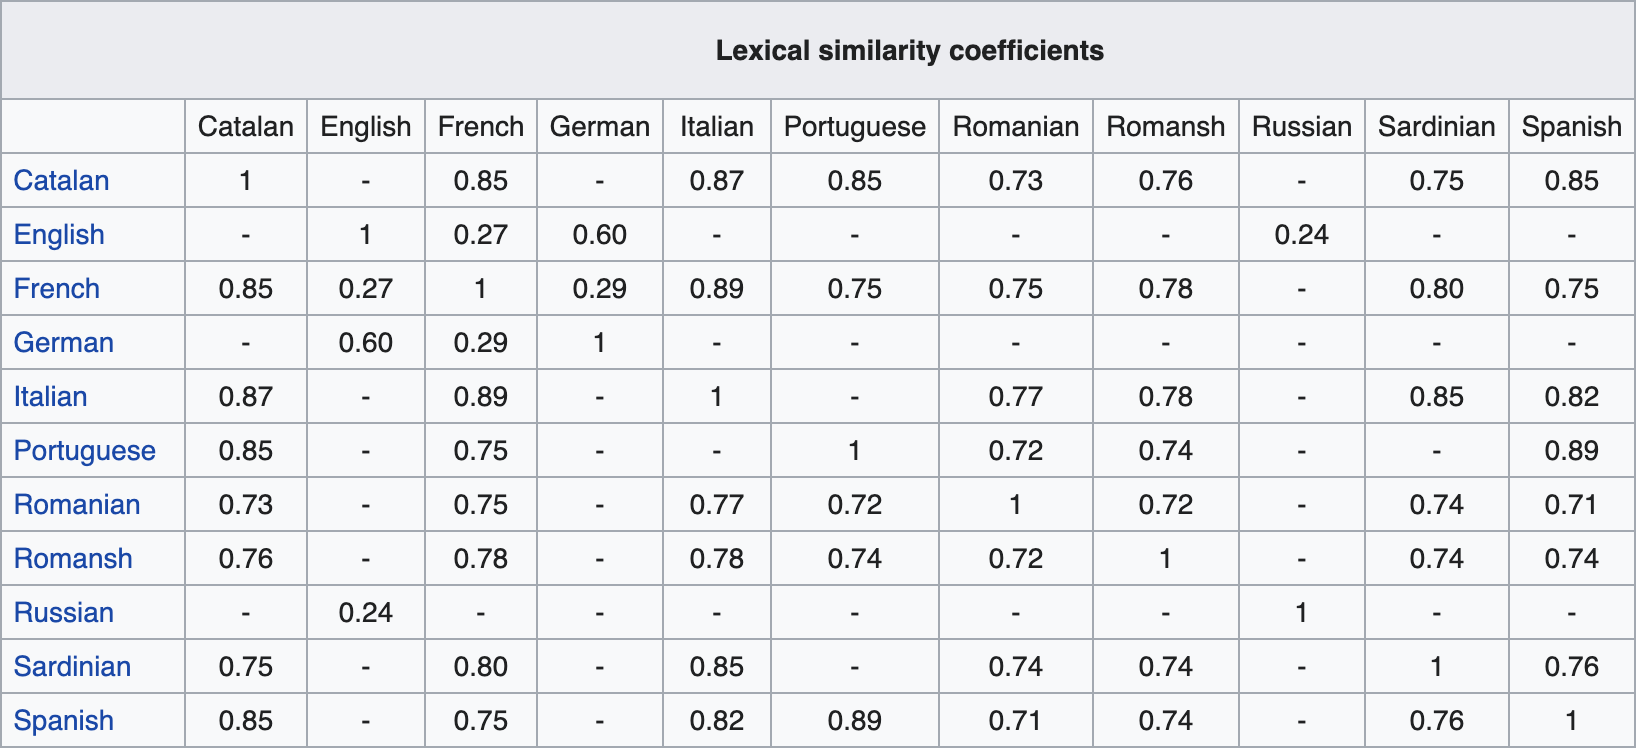 Lexical similarity coefficients
Catalan English French German Italian Portuguese Romanian Romansh Russian Sardinian Spanish
Catalan 1 - 0.85 - 0.87 0.85 0.73 0.76 - 0.75 0.85
English - 1 0.27 0.60 - - - - 0.24 - -
French 0.85 0.27 1 0.29 0.89 0.75 0.75 0.78 - 0.80 0.75
German - 0.60 0.29 1 - - - - - - -
Italian 0.87 - 0.89 - 1 - 0.77 0.78 - 0.85 0.82
Portuguese 0.85 - 0.75 - - 1 0.72 0.74 - - 0.89
Romanian 0.73 - 0.75 - 0.77 0.72 1 0.72 - 0.74 0.71
Romansh 0.76 - 0.78 - 0.78 0.74 0.72 1 - 0.74 0.74
Russian - 0.24 - - - - - - 1 - -
Sardinian 0.75 - 0.80 - 0.85 - 0.74 0.74 - 1 0.76
Spanish 0.85 - 0.75 - 0.82 0.89 0.71 0.74 - 0.76 1